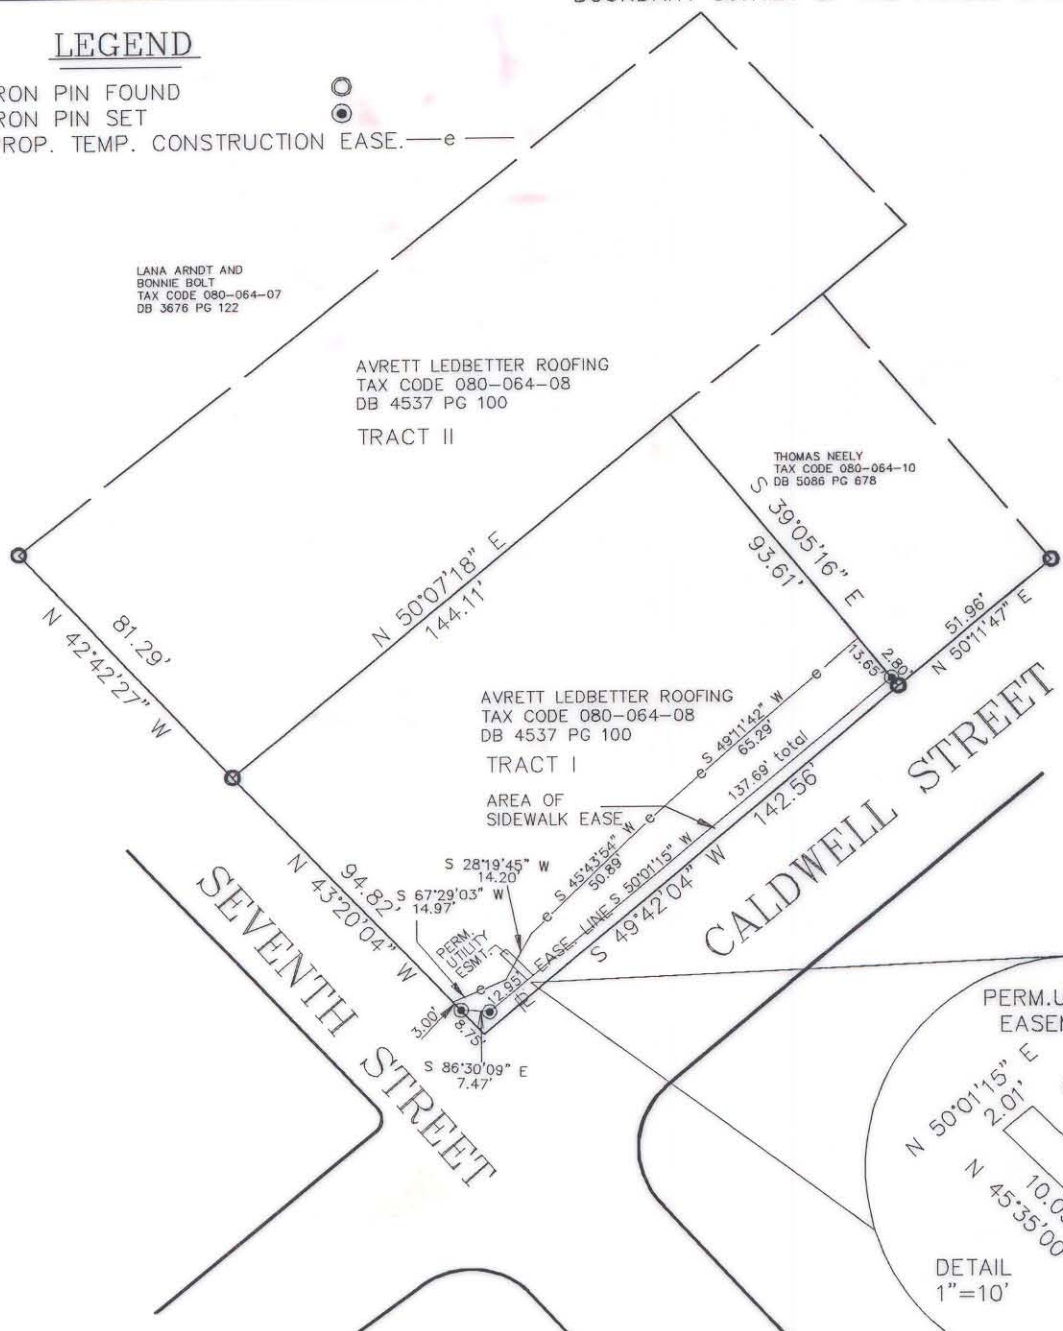 LEGEND
RON PIN FOUND
RON PIN SET
ROP. TEMP. CONSTRUCTION EASE.—e—
LANA ARNDT AND
BONNIE BOLT
TAX CODE 080-064-07
DB 3676 PG 122
AVRETT LEDBETTER ROOFING
TAX CODE 080-064-08
DB 4537 PG 100
TRACT II
THOMAS NEELY
TAX CODE 080-064-10
DB 5086 PG 678
S 39°05'16" E
93.61'
N 50°07'18" E
144.11'
81.29'
N 42°42'27" W
51.96'
N 50°11'47" E
2.80'
13.65'
AVRETT LEDBETTER ROOFING
TAX CODE 080-064-08
DB 4537 PG 100
TRACT I
AREA OF
SIDEWALK EASE.
e
S 49°11'42" W
65.29'
e
137.69' total
142.56'
e
S 45°43'54" W
50.89'
e
EASE. LINE S 50°01'15" W
S 49°42'04" W
CALDWELL STREET
94.82'
N 43°20'04" W
S 28°19'45" W
14.20'
S 67°29'03" W
14.97'
PERM.
UTILITY
ESMT.
e
12.95'
3.00'
8.75'
S 86°30'09" E
7.47'
SEVENTH STREET
PERM.U
EASE
N 50°01'15" E
2.01'
10.0
N 45°35'00
DETAIL
1"=10'